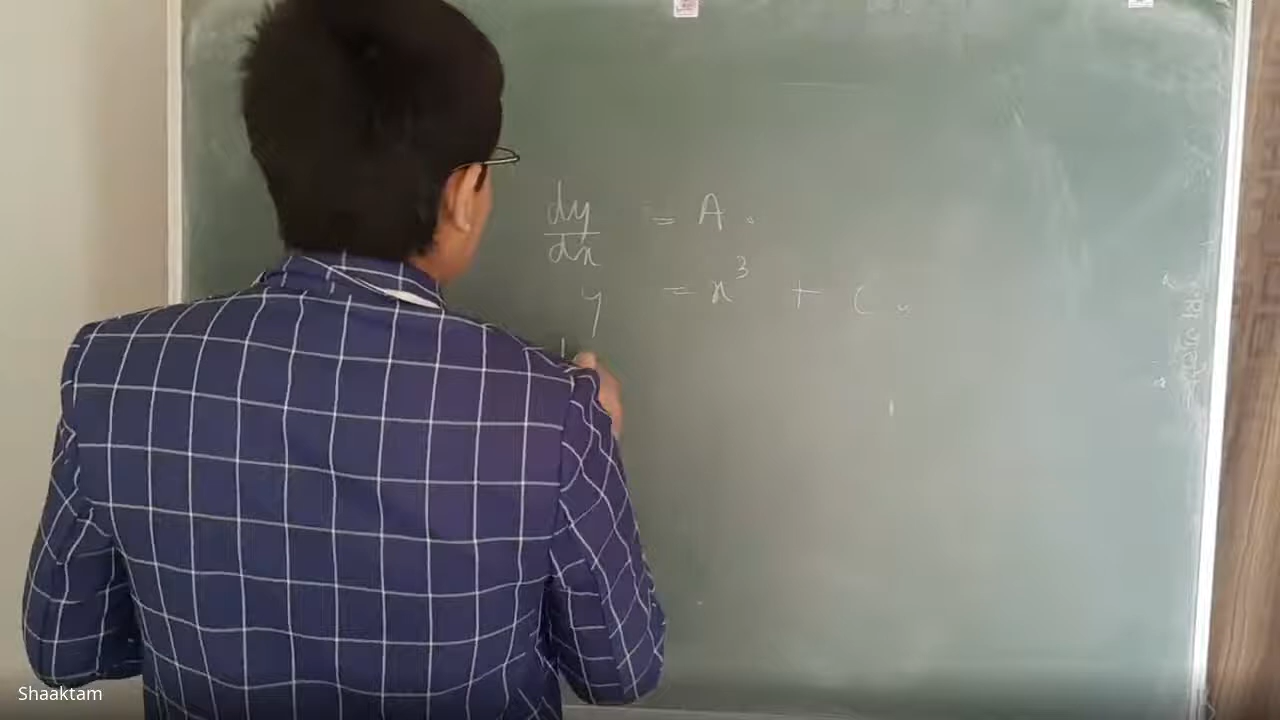 dy/dx = A.
y = x³ + C.
Shaaktam